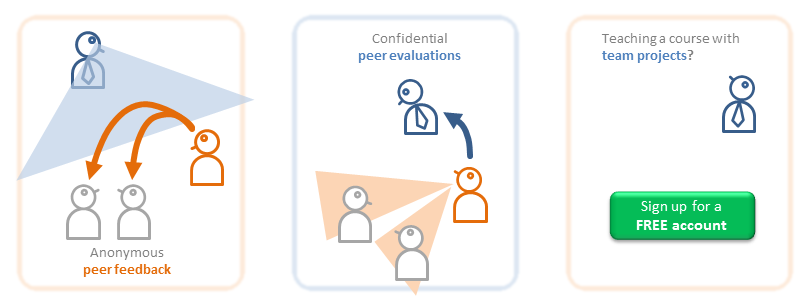 Anonymous
peer feedback
Confidential
peer evaluations
Teaching a course with
team projects?
Sign up for a
FREE account